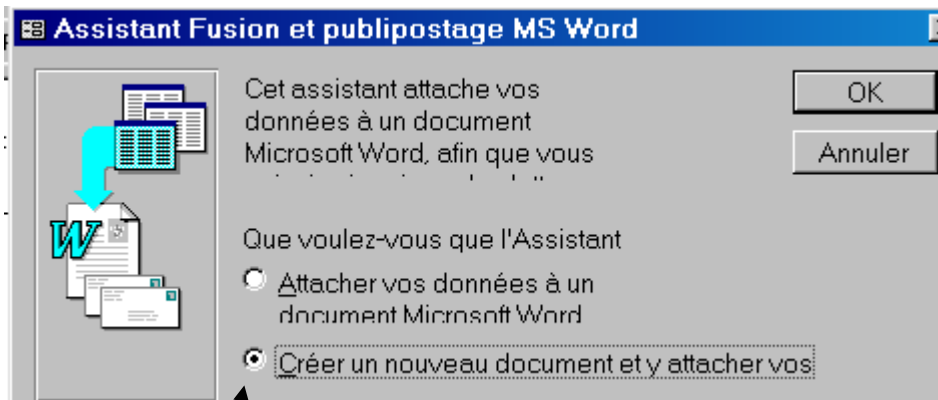 Assistant Fusion et publipostage MS Word
Cet assistant attache vos
données à un document
Microsoft Word, afin que vous
OK
Annuler
Que voulez-vous que l'Assistant
Attacher vos données à un
document Microsoft Word
Créer un nouveau document et y attacher vos